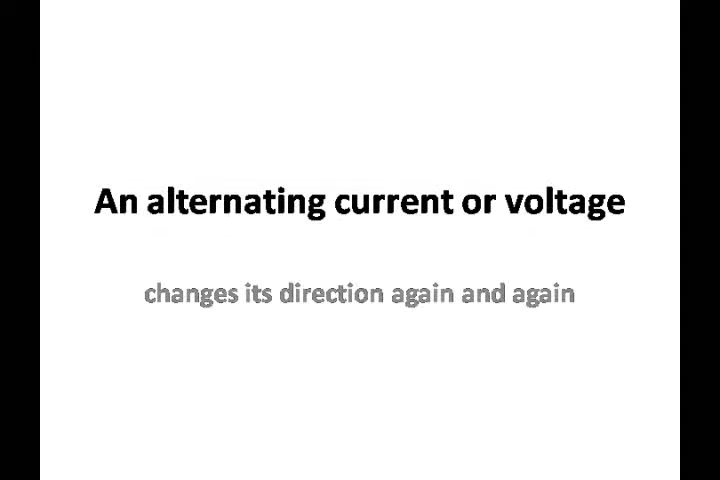 An alternating current or voltage
changes its direction again and again